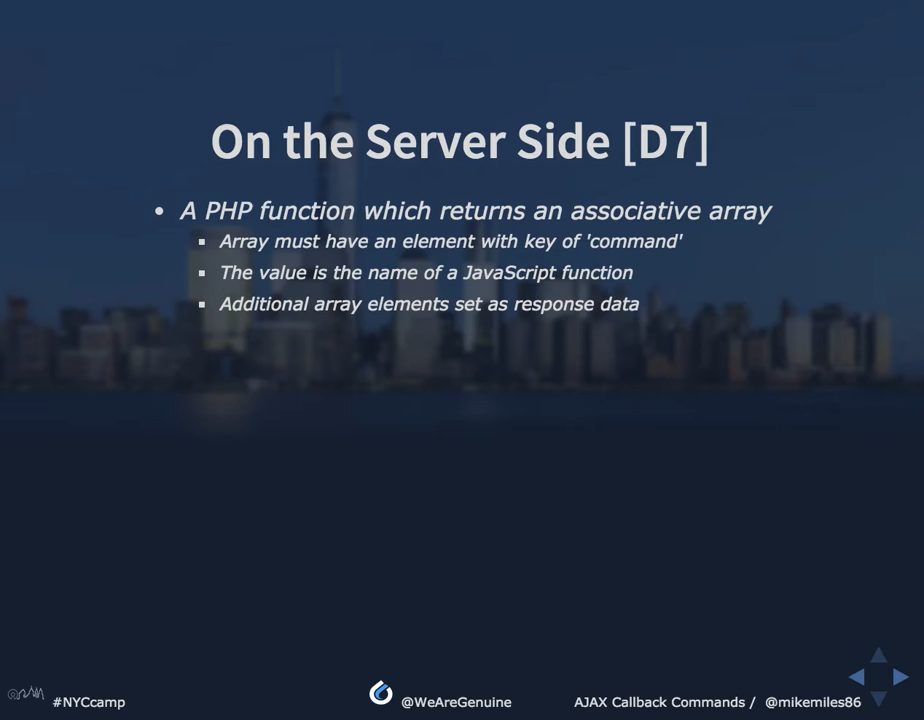 On the Server Side [D7]
• A PHP function which returns an associative array
▪ Array must have an element with key of 'command'
▪ The value is the name of a JavaScript function
▪ Additional array elements set as response data
#NYCcamp @WeAreGenuine AJAX Callback Commands / @mikemiles86